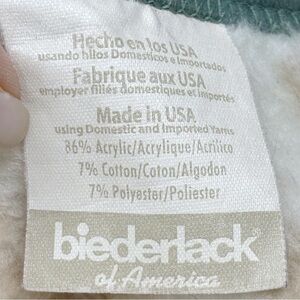 Hecho en los USA
usando hilos Domesticos e Importados
Fabrique aux USA
employer filiés domestiques et importés
Made in USA
using Domestic and Imported Yarns
86% Acrylic/Acrylique/Acrilico
7% Cotton/Coton/Algodon
7% Polyester/Poliester
biederlack®
of America